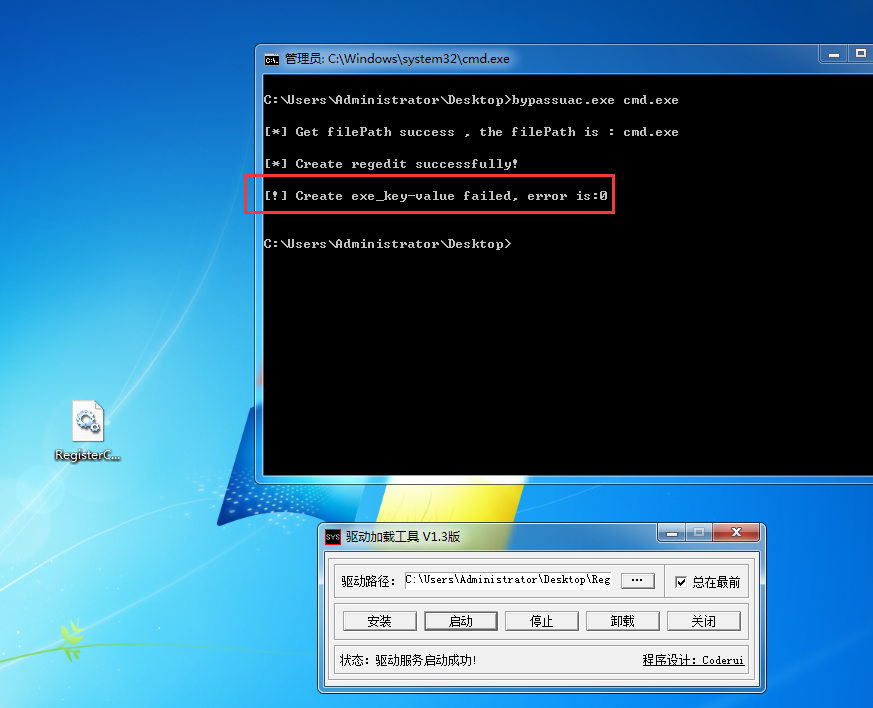 管理员: C:\Windows\system32\cmd.exe
C:\Users\Administrator\Desktop>bypassuac.exe cmd.exe
[*] Get filePath success , the filePath is : cmd.exe
[*] Create regedit successfully!
[!] Create exe_key-value failed, error is:0
C:\Users\Administrator\Desktop>
RegisterC...
SYS 驱动加载工具 V1.3版
驱动路径: C:\Users\Administrator\Desktop\Reg ... 总在最前
安装 启动 停止 卸载 关闭
状态: 驱动服务启动成功! 程序设计: Coderui